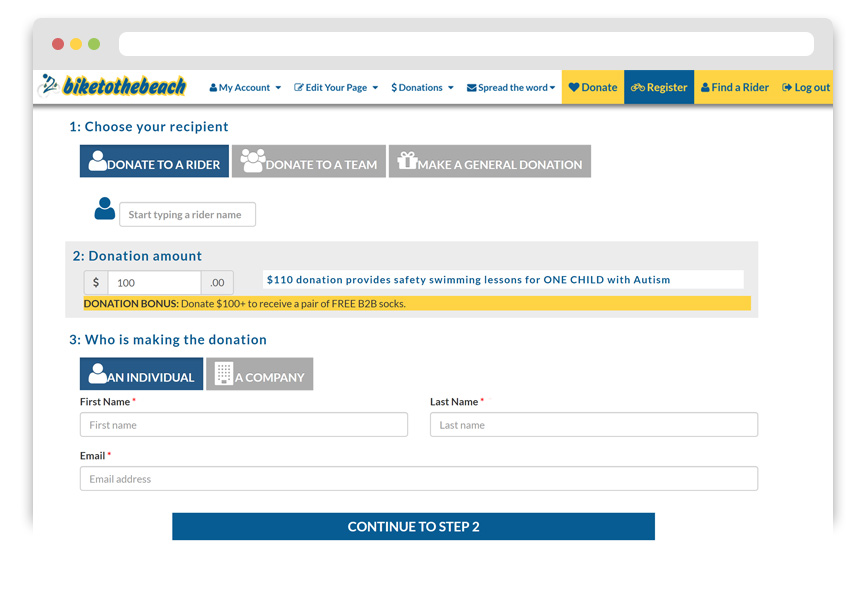 biketothebeach My Account Edit Your Page $ Donations Spread the word Donate Register Find a Rider Log out
1: Choose your recipient
DONATE TO A RIDER DONATE TO A TEAM MAKE A GENERAL DONATION
Start typing a rider name
2: Donation amount
$ 100 .00 $110 donation provides safety swimming lessons for ONE CHILD with Autism
DONATION BONUS: Donate $100+ to receive a pair of FREE B2B socks.
3: Who is making the donation
AN INDIVIDUAL A COMPANY
First Name * Last Name *
First name Last name
Email *
Email address
CONTINUE TO STEP 2